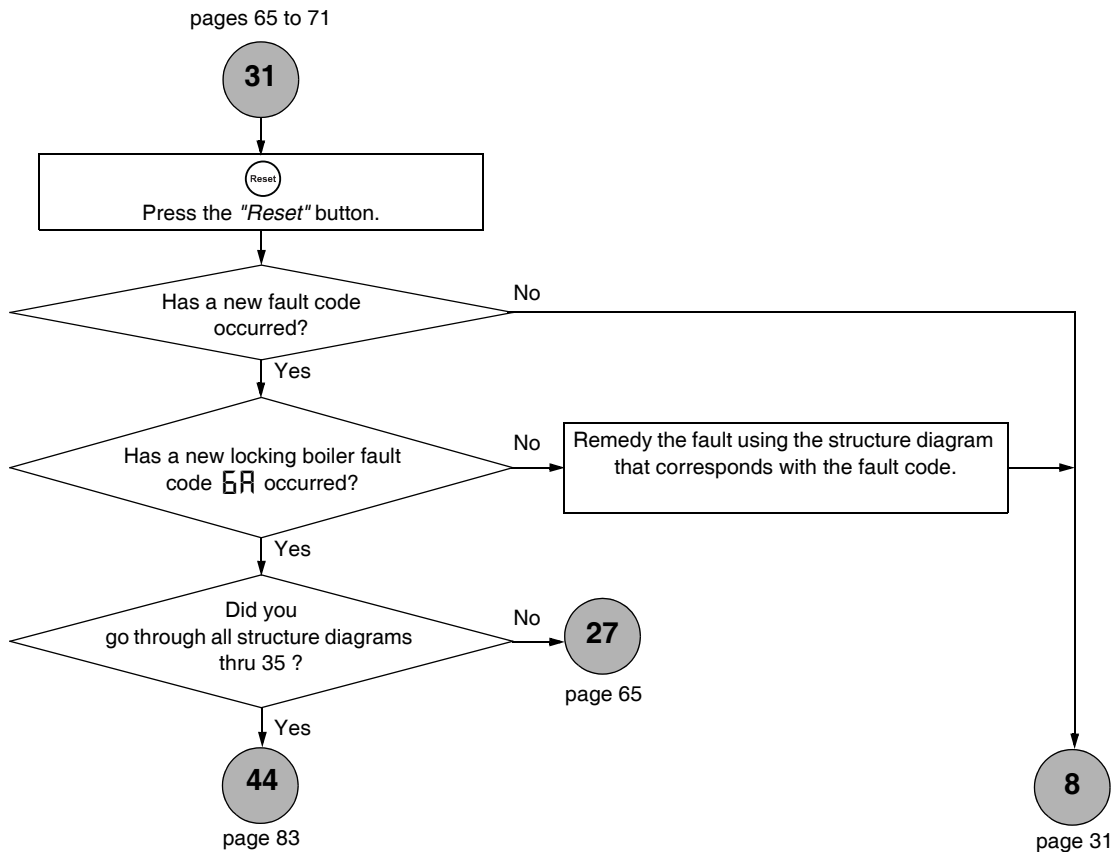 pages 65 to 71
31
Reset
Press the "Reset" button.
Has a new fault code
occurred?
No
Yes
Has a new locking boiler fault
code 6A occurred?
No
Remedy the fault using the structure diagram
that corresponds with the fault code.
Yes
Did you
go through all structure diagrams
thru 35 ?
No
27
page 65
Yes
44
page 83
8
page 31